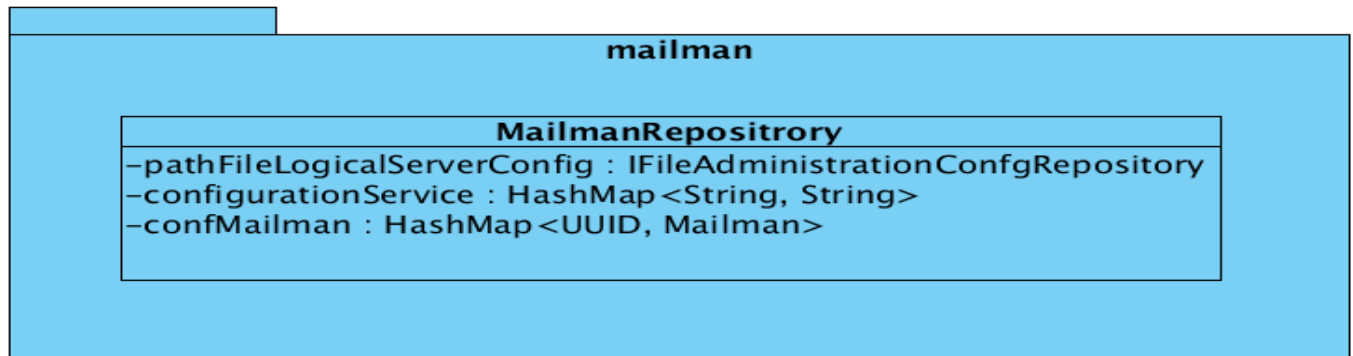 mailman
MailmanRepositrory
-pathFileLogicalServerConfig : IFileAdministrationConfgRepository
-configurationService : HashMap<String, String>
-confMailman : HashMap<UUID, Mailman>